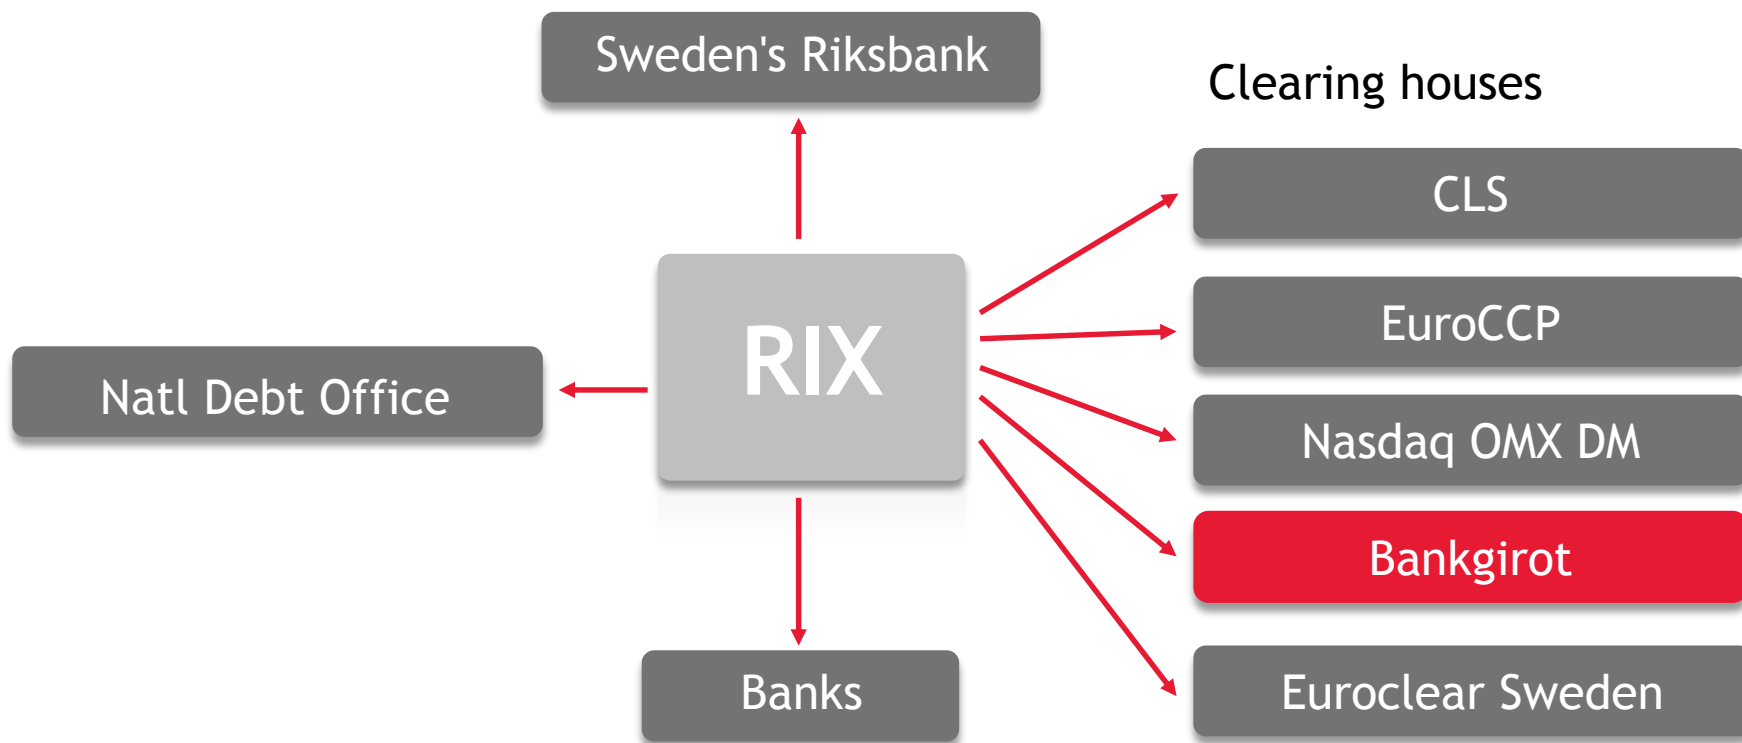 Sweden's Riksbank
Clearing houses
CLS
EuroCCP
RIX
Natl Debt Office
Nasdaq OMX DM
Bankgirot
Banks
Euroclear Sweden